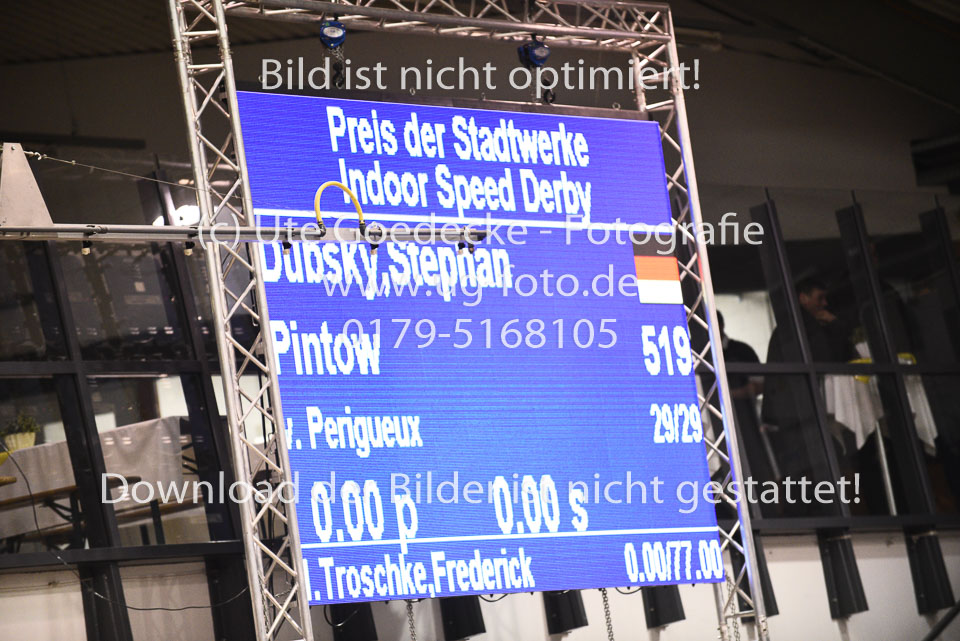 Bild ist nicht optimiert!
Preis der Stadtwerke
Indoor Speed Derby
(c) Ute Goedecke - Fotografie
Dubsky,Stephan
www.ug-foto.de
0179-5168105
Pintow 519
v. Perigueux 29/29
Download der Bilder ist nicht gestattet!
0.00 p 0.00 s
1. Troschke,Frederick 0.00/77.00